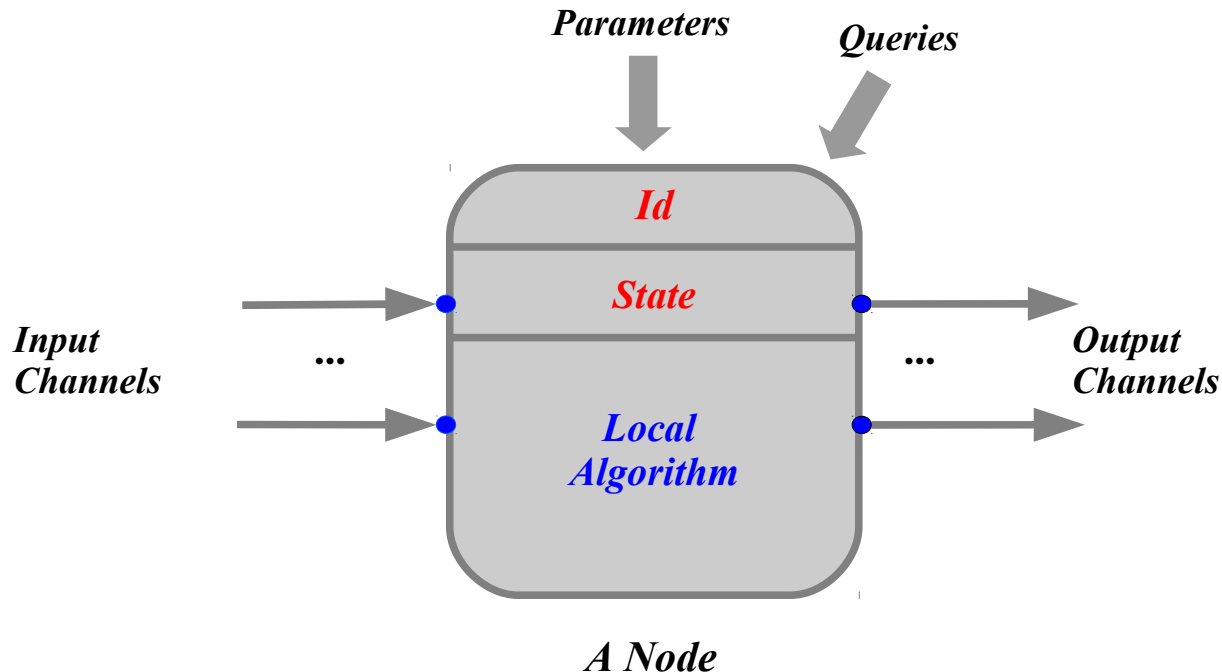 Parameters
Queries
Id
State
Input
Channels
...
...
Output
Channels
Local
Algorithm
A Node